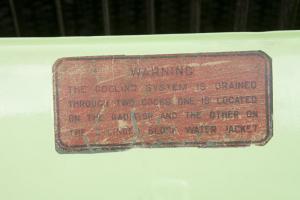 WARNING
THE COOLING SYSTEM IS DRAINED
THROUGH TWO COCKS ONE IS LOCATED
ON THE RADIATOR AND THE OTHER ON
THE CYLINDER BLOCK WATER JACKET